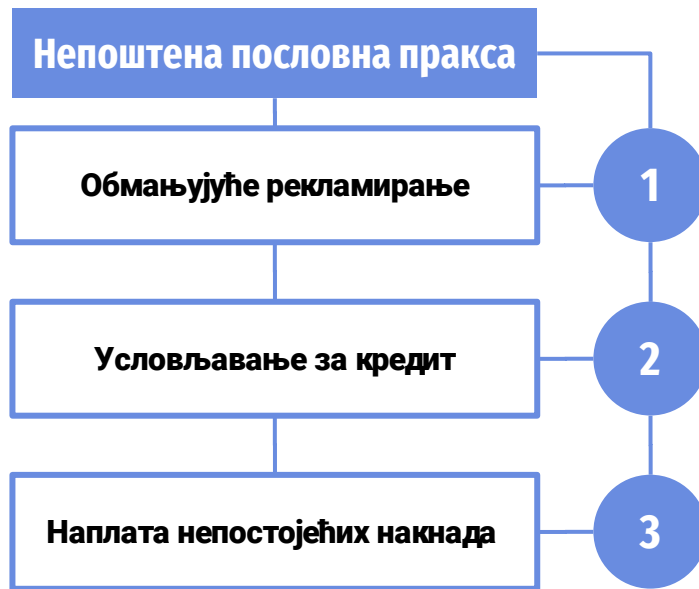 Непоштена пословна пракса
Обмањујуће рекламирање
1
Условљавање за кредит
2
Наплата непостојећих накнада
3